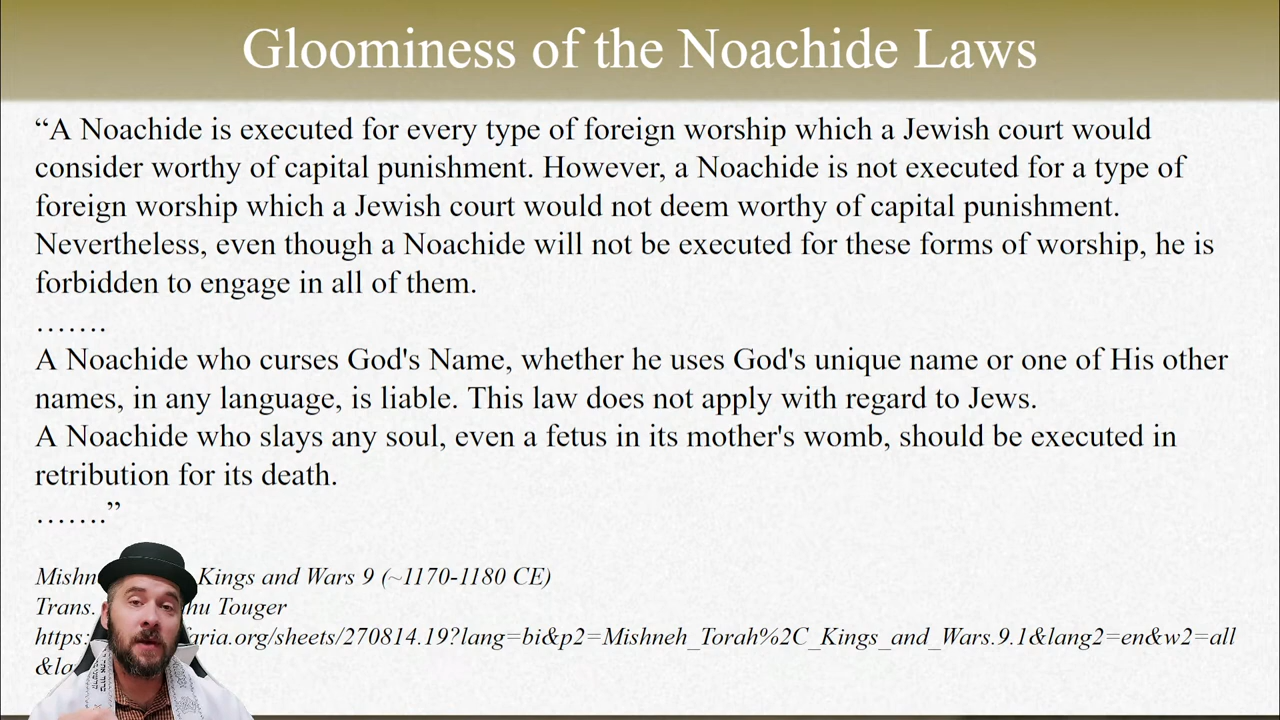 Gloominess of the Noachide Laws
“A Noachide is executed for every type of foreign worship which a Jewish court would
consider worthy of capital punishment. However, a Noachide is not executed for a type of
foreign worship which a Jewish court would not deem worthy of capital punishment.
Nevertheless, even though a Noachide will not be executed for these forms of worship, he is
forbidden to engage in all of them.
…….
A Noachide who curses God's Name, whether he uses God's unique name or one of His other
names, in any language, is liable. This law does not apply with regard to Jews.
A Noachide who slays any soul, even a fetus in its mother's womb, should be executed in
retribution for its death.
…….”
Kings and Wars 9 (~1170-1180 CE)
Trans. Touger
aria.org/sheets/270814.19?lang=bi&p2=Mishneh_Torah%2C_Kings_and_Wars.9.1&lang2=en&w2=all